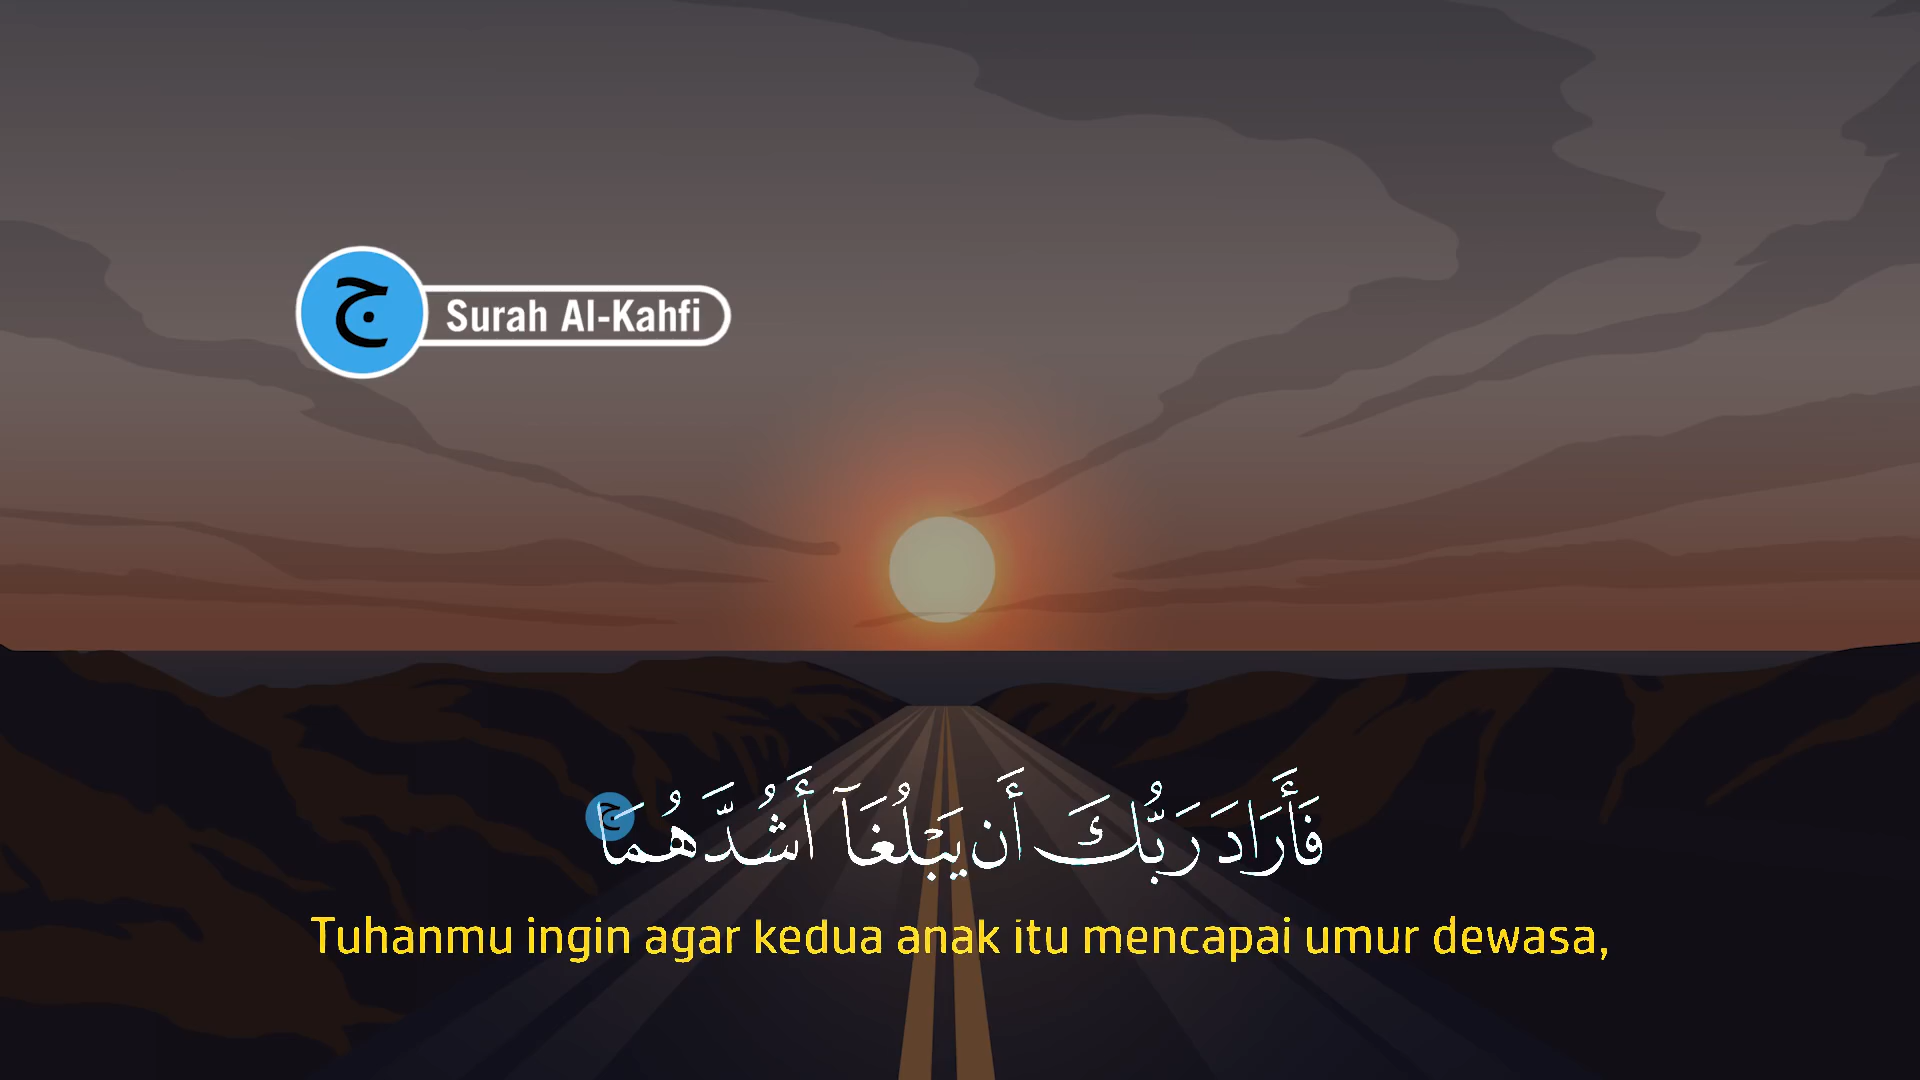 ج
Surah Al-Kahfi
فَأَرَادَ رَبُّكَ أَن يَبْلُغَآ أَشُدَّهُمَا ج
Tuhanmu ingin agar kedua anak itu mencapai umur dewasa,